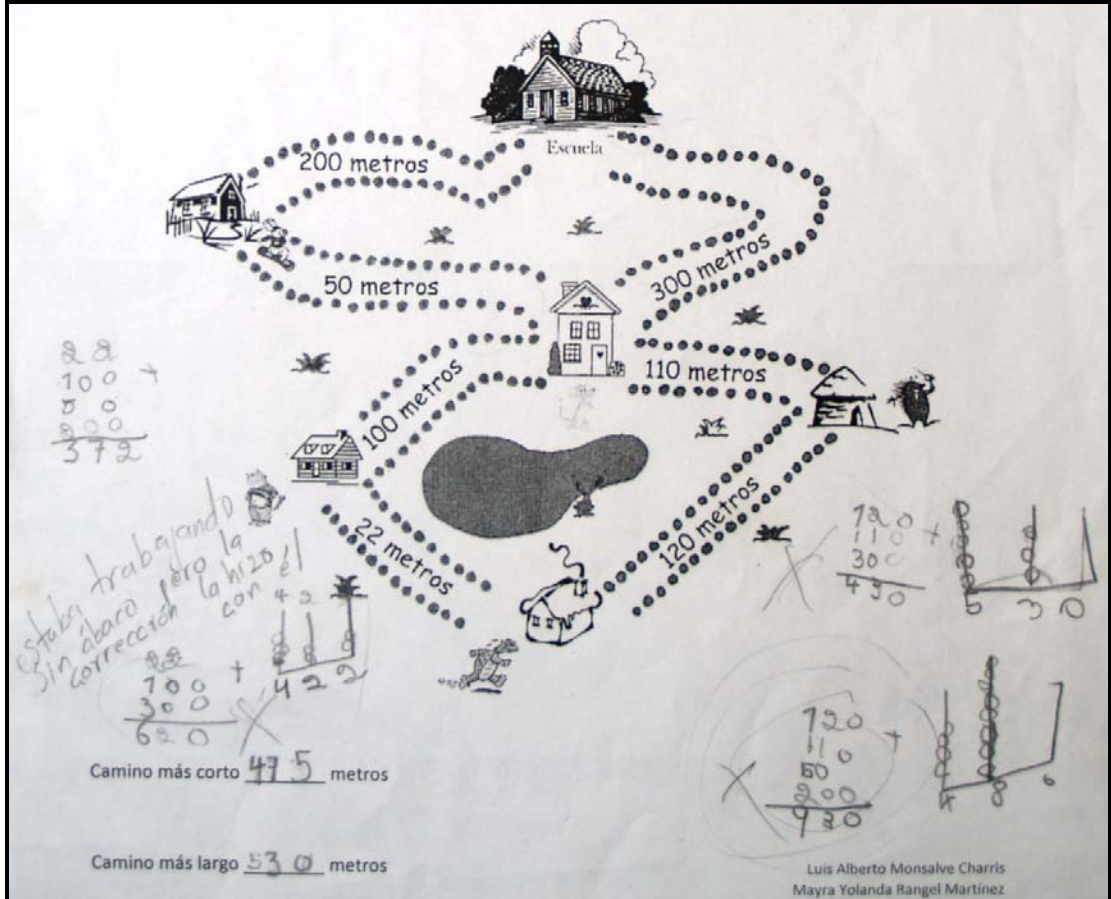 Escuela
200 metros
50 metros
300 metros
110 metros
100 metros
22 metros
120 metros
22
100 +
50
200
372
estaba trabajando
sin ábaco pero la
corrección la hizo
con él
22
100 +
300
620
X
42
422
120
110 +
300
490
X
530
120
110 +
50
200
930
X
48
Camino más corto metros
Camino más largo 530 metros
Luis Alberto Monsalve Charris
Mayra Yolanda Rangel Martínez